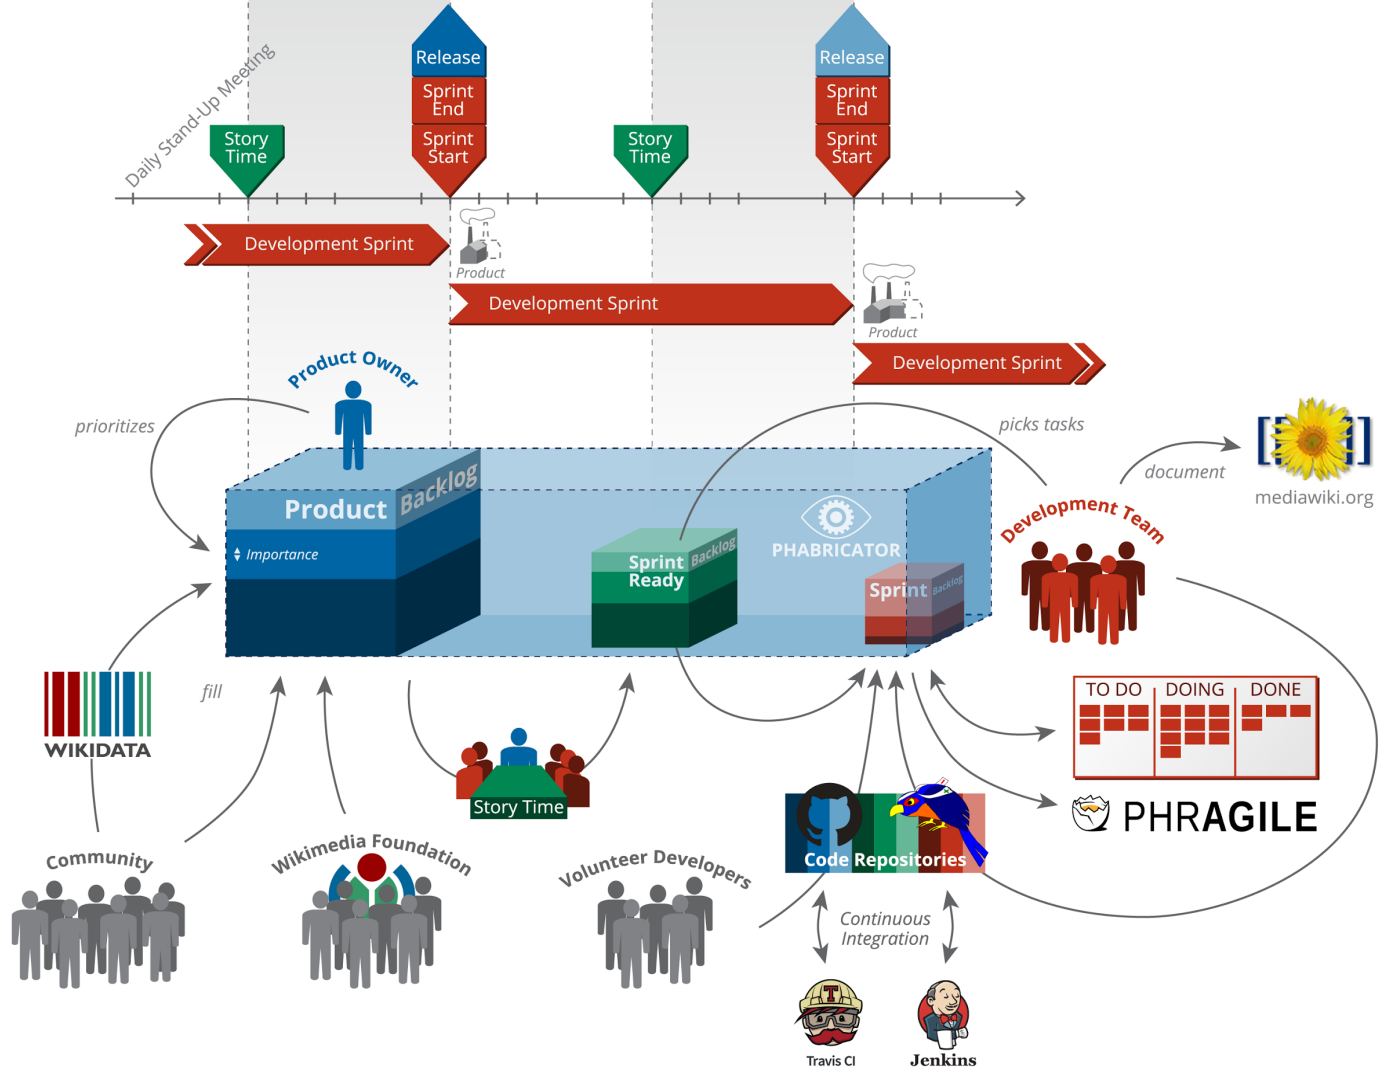 Daily Stand-Up Meeting
Story
Time
Release
Sprint
End
Sprint
Start
Story
Time
Release
Sprint
End
Sprint
Start
Development Sprint
Product
Development Sprint
Product
Development Sprint
Product Owner
prioritizes
picks tasks
document
mediawiki.org
Product
Backlog
Importance
Sprint
Ready
Backlog
PHABRICATOR
Sprint
Backlog
Development Team
WIKIDATA
fill
Story Time
TO DO
DOING
DONE
PHRAGILE
Community
Wikimedia Foundation
Volunteer Developers
Code Repositories
Continuous
Integration
T
Travis CI
Jenkins